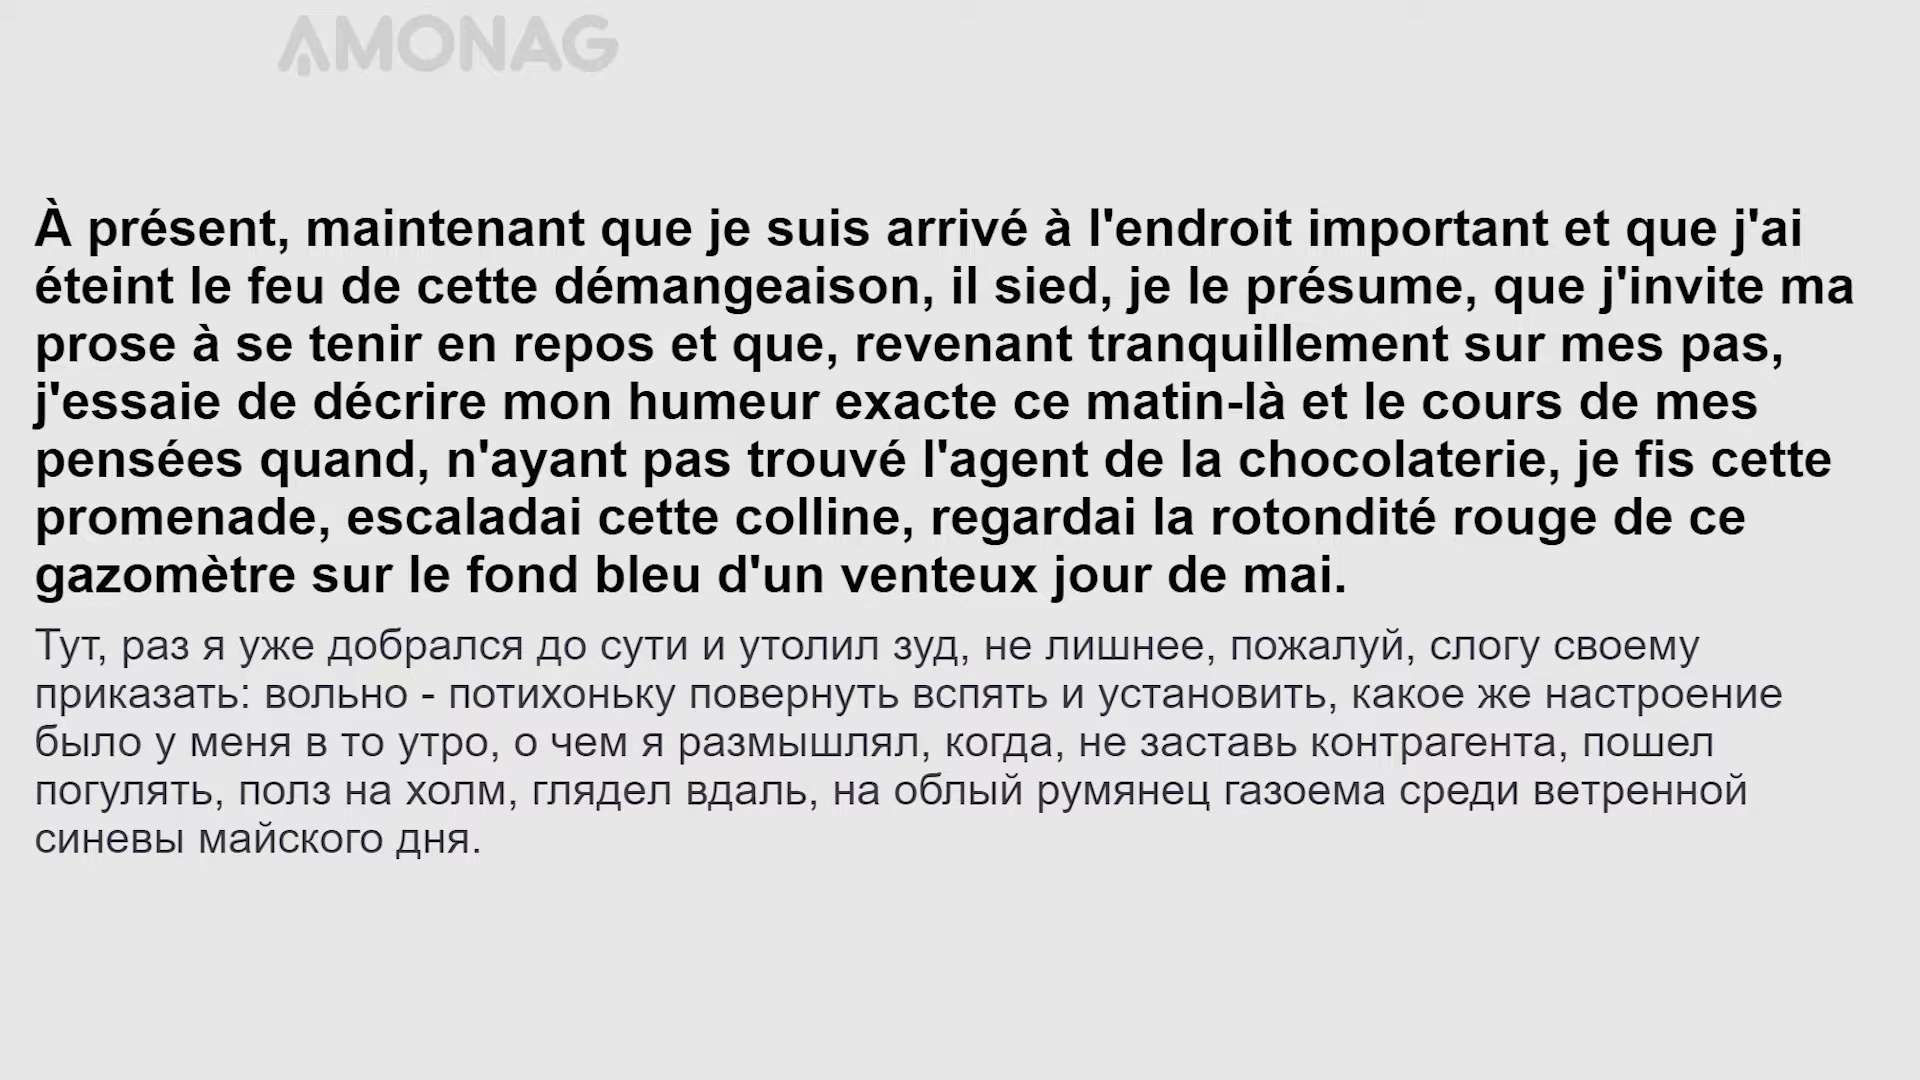 AMONAG
À présent, maintenant que je suis arrivé à l'endroit important et que j'ai
éteint le feu de cette démangeaison, il sied, je le présume, que j'invite ma
prose à se tenir en repos et que, revenant tranquillement sur mes pas,
j'essaie de décrire mon humeur exacte ce matin-là et le cours de mes
pensées quand, n'ayant pas trouvé l'agent de la chocolaterie, je fis cette
promenade, escaladai cette colline, regardai la rotondité rouge de ce
gazomètre sur le fond bleu d'un venteux jour de mai.
Тут, раз я уже добрался до сути и утолил зуд, не лишнее, пожалуй, слогу своему
приказать: вольно - потихоньку повернуть вспять и установить, какое же настроение
было у меня в то утро, о чем я размышлял, когда, не заставь контрагента, пошел
погулять, полз на холм, глядел вдаль, на облый румянец газоема среди ветренной
синевы майского дня.